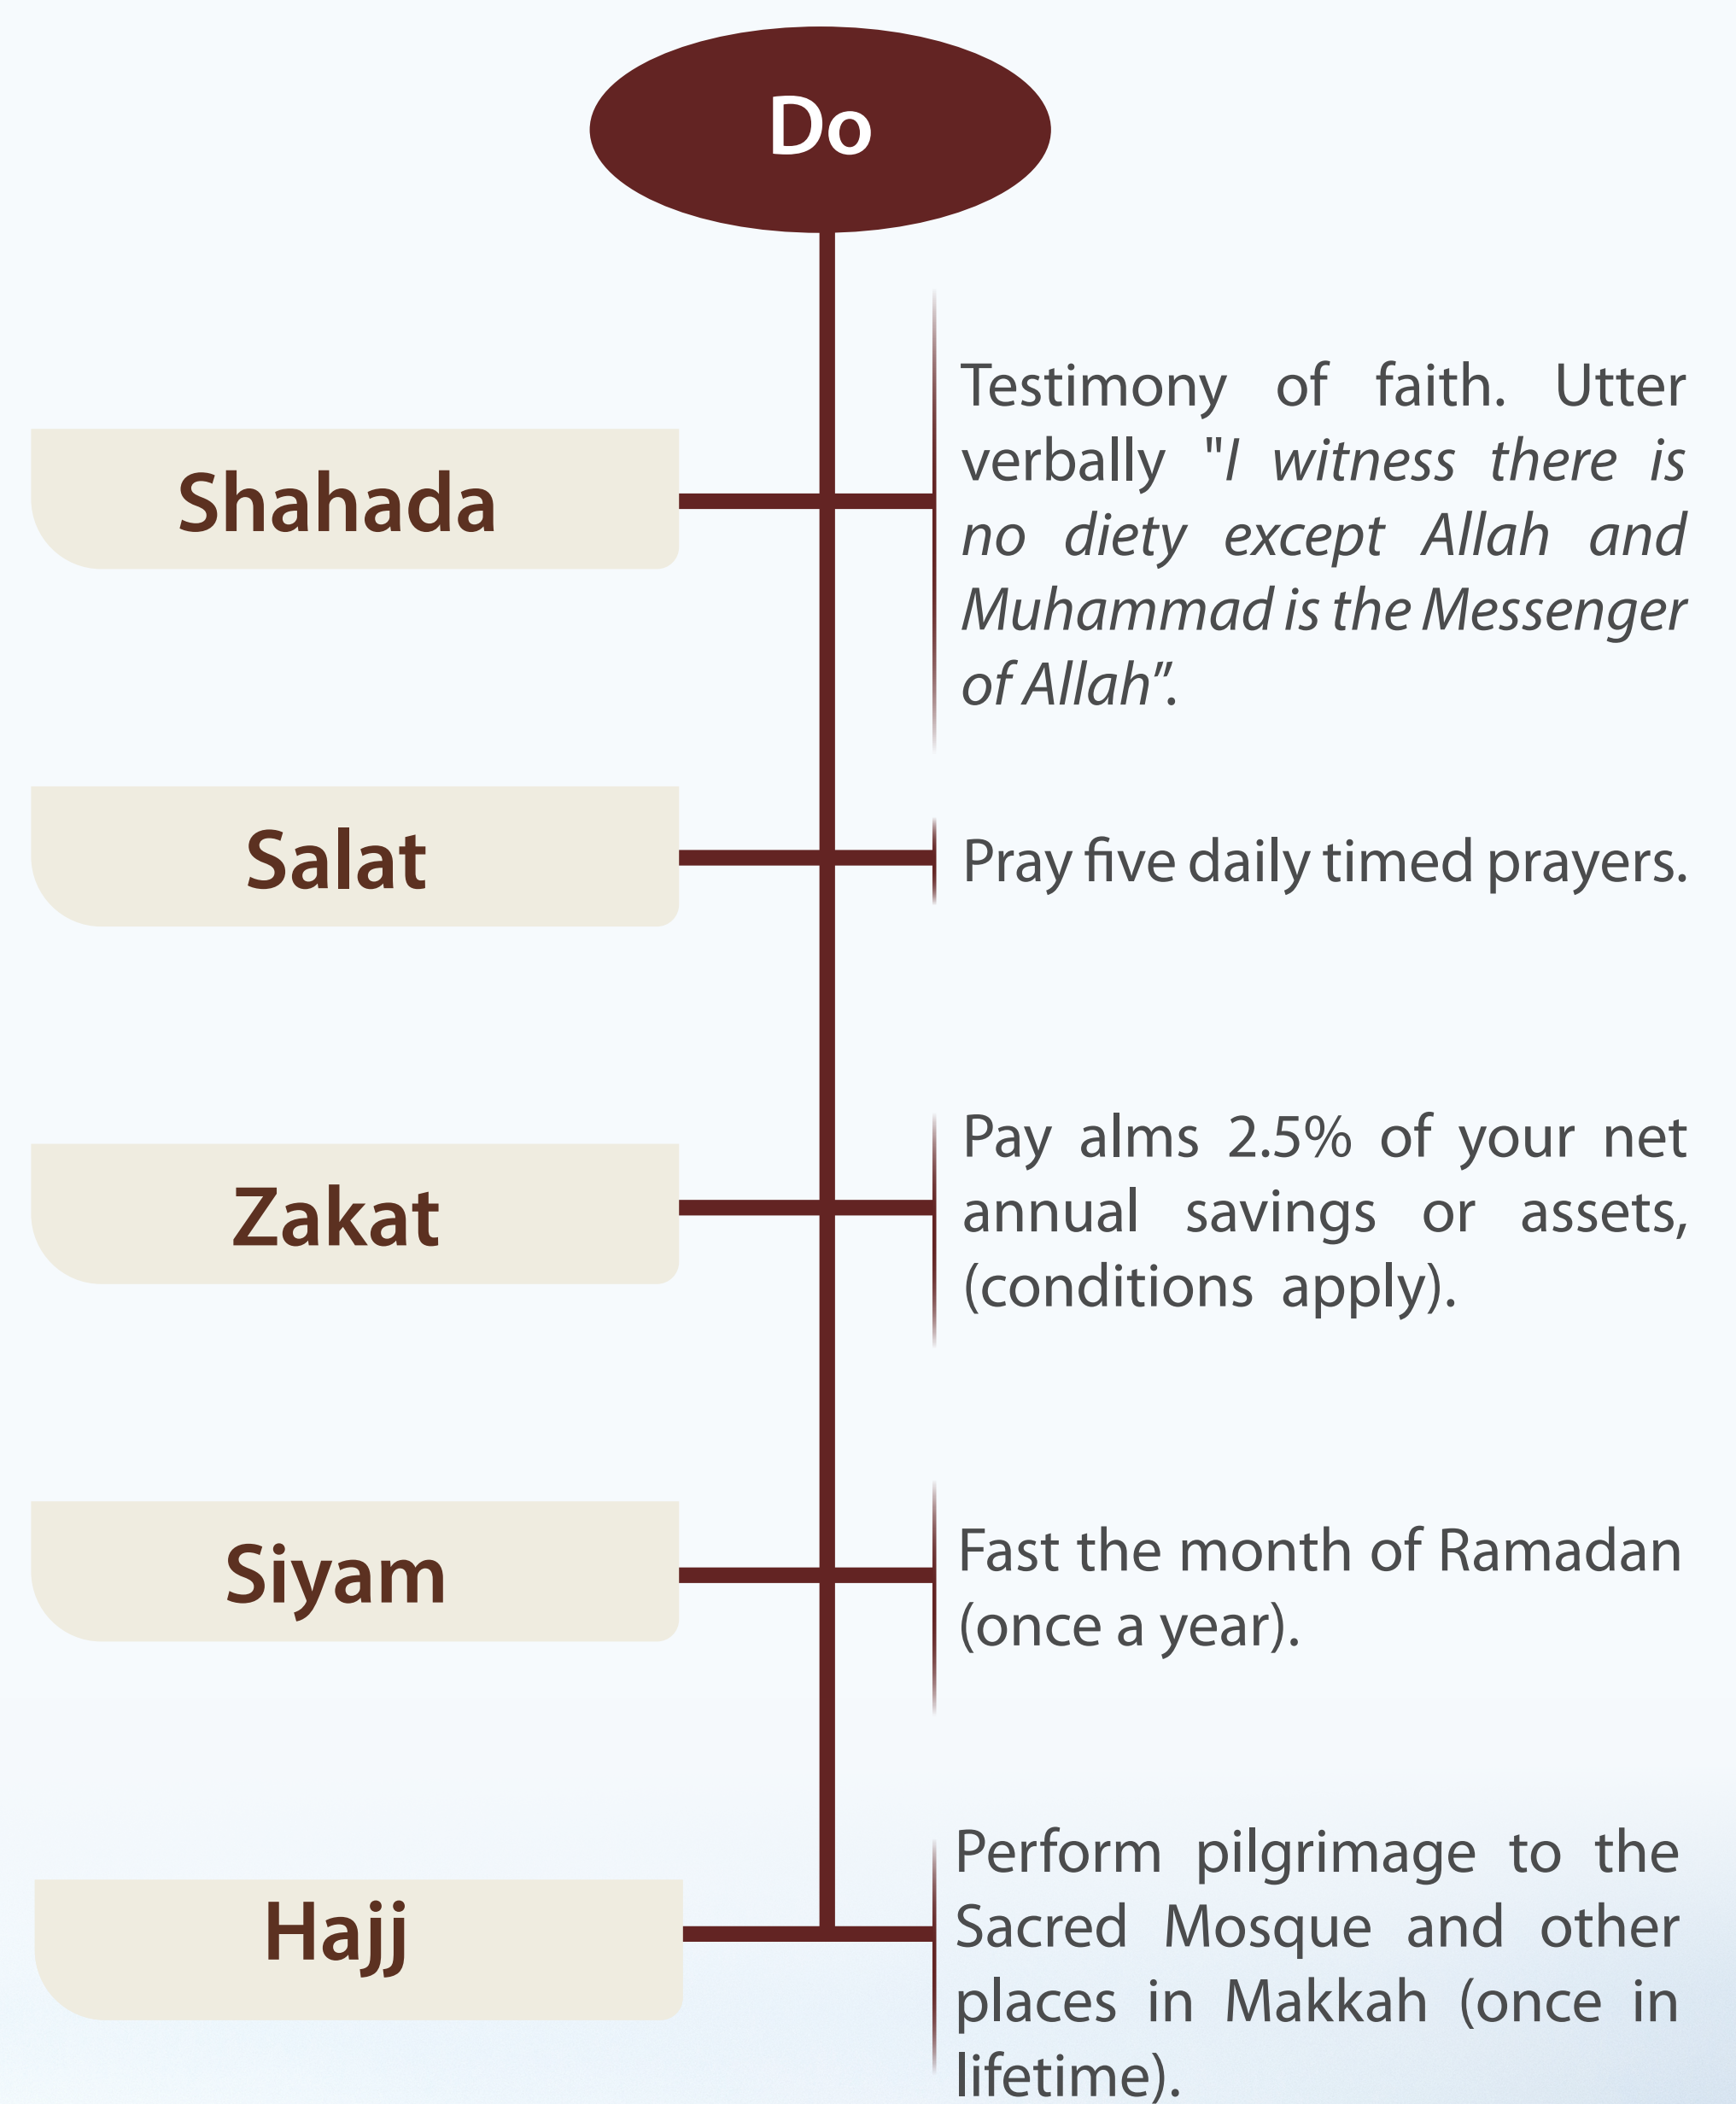 Do
Shahada
Testimony of faith. Utter
verbally "I witness there is
no diety except Allah and
Muhammad is the Messenger
of Allah".
Salat
Pray five daily timed prayers.
Zakat
Pay alms 2.5% of your net
annual savings or assets,
(conditions apply).
Siyam
Fast the month of Ramadan
(once a year).
Hajj
Perform pilgrimage to the
Sacred Mosque and other
places in Makkah (once in
lifetime).